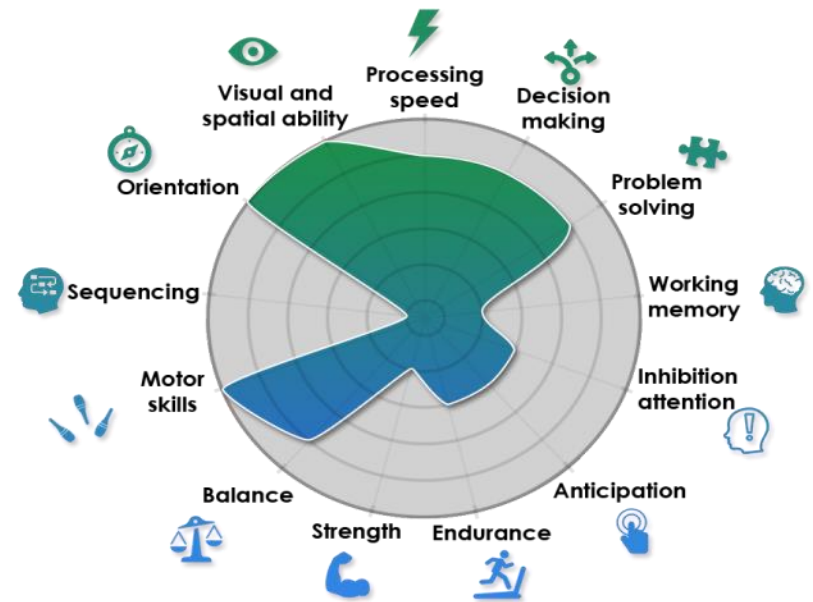 Processing
speed
Decision
making
Problem
solving
Working
memory
Inhibition
attention
Anticipation
Endurance
Strength
Balance
Motor
skills
Sequencing
Orientation
Visual and
spatial ability